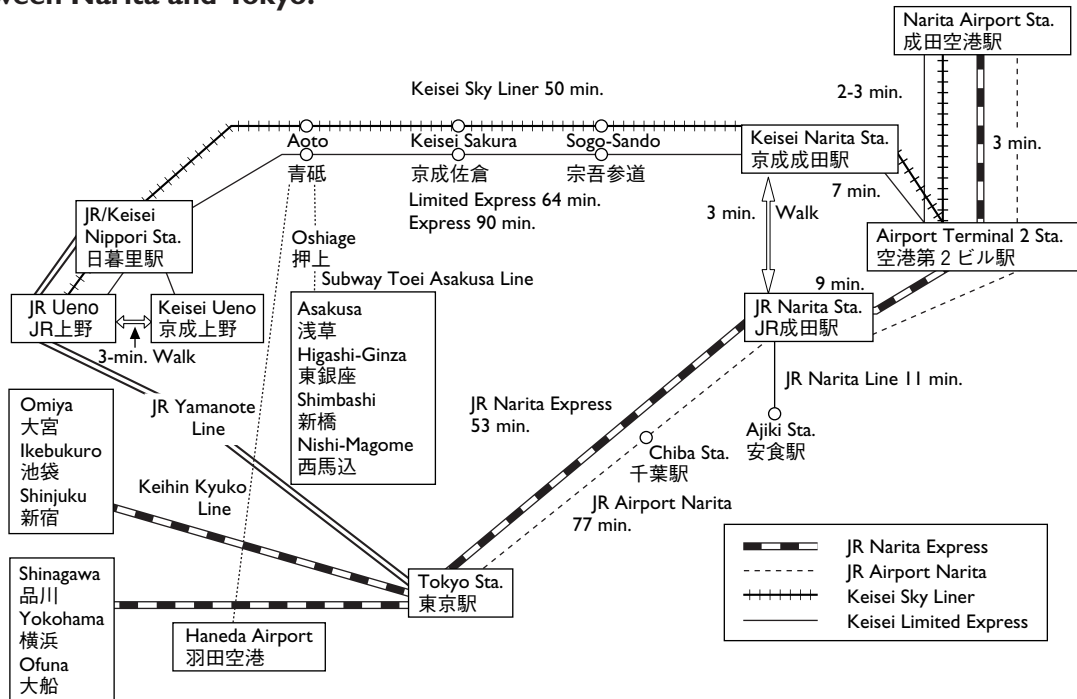 ween Narita and Tokyo.
Narita Airport Sta.
成田空港駅
Keisei Sky Liner 50 min.
2-3 min.
3 min.
Aoto
青砥
Keisei Sakura
京成佐倉
Sogo-Sando
宗吾参道
Keisei Narita Sta.
京成成田駅
Limited Express 64 min.
Express 90 min.
7 min.
3 min.
Walk
JR/Keisei
Nippori Sta.
日暮里駅
Oshiage
押上
Airport Terminal 2 Sta.
空港第2ビル駅
Subway Toei Asakusa Line
9 min.
JR Ueno
JR上野
Keisei Ueno
京成上野
3-min. Walk
Asakusa
浅草
Higashi-Ginza
東銀座
Shimbashi
新橋
Nishi-Magome
西馬込
JR Narita Sta.
JR成田駅
JR Narita Line 11 min.
Omiya
大宮
Ikebukuro
池袋
Shinjuku
新宿
JR Yamanote
Line
JR Narita Express
53 min.
Ajiki Sta.
安食駅
Chiba Sta.
千葉駅
Keihin Kyuko
Line
JR Airport Narita
77 min.
Shinagawa
品川
Yokohama
横浜
Ofuna
大船
Tokyo Sta.
東京駅
Haneda Airport
羽田空港
JR Narita Express
JR Airport Narita
Keisei Sky Liner
Keisei Limited Express